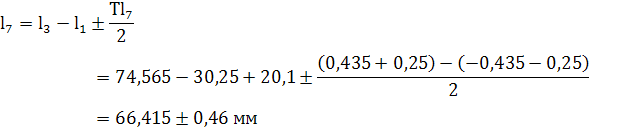 l₇ = l₃ − l₁ ± Tl₇/2
= 74,565 − 30,25 + 20,1 ± ((0,435 + 0,25) − (−0,435 − 0,25))/2
= 66,415 ± 0,46 мм